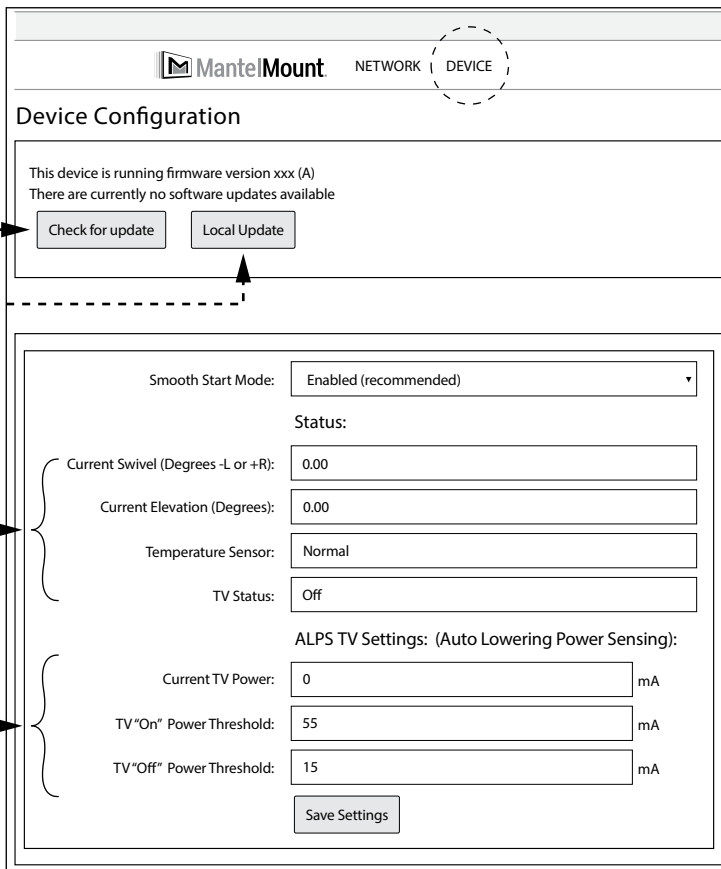 MantelMount. NETWORK DEVICE
Device Configuration
This device is running firmware version xxx (A)
There are currently no software updates available
Check for update Local Update
Smooth Start Mode: Enabled (recommended)
Status:
Current Swivel (Degrees -L or +R): 0.00
Current Elevation (Degrees): 0.00
Temperature Sensor: Normal
TV Status: Off
ALPS TV Settings: (Auto Lowering Power Sensing):
Current TV Power: 0 mA
TV "On" Power Threshold: 55 mA
TV "Off" Power Threshold: 15 mA
Save Settings